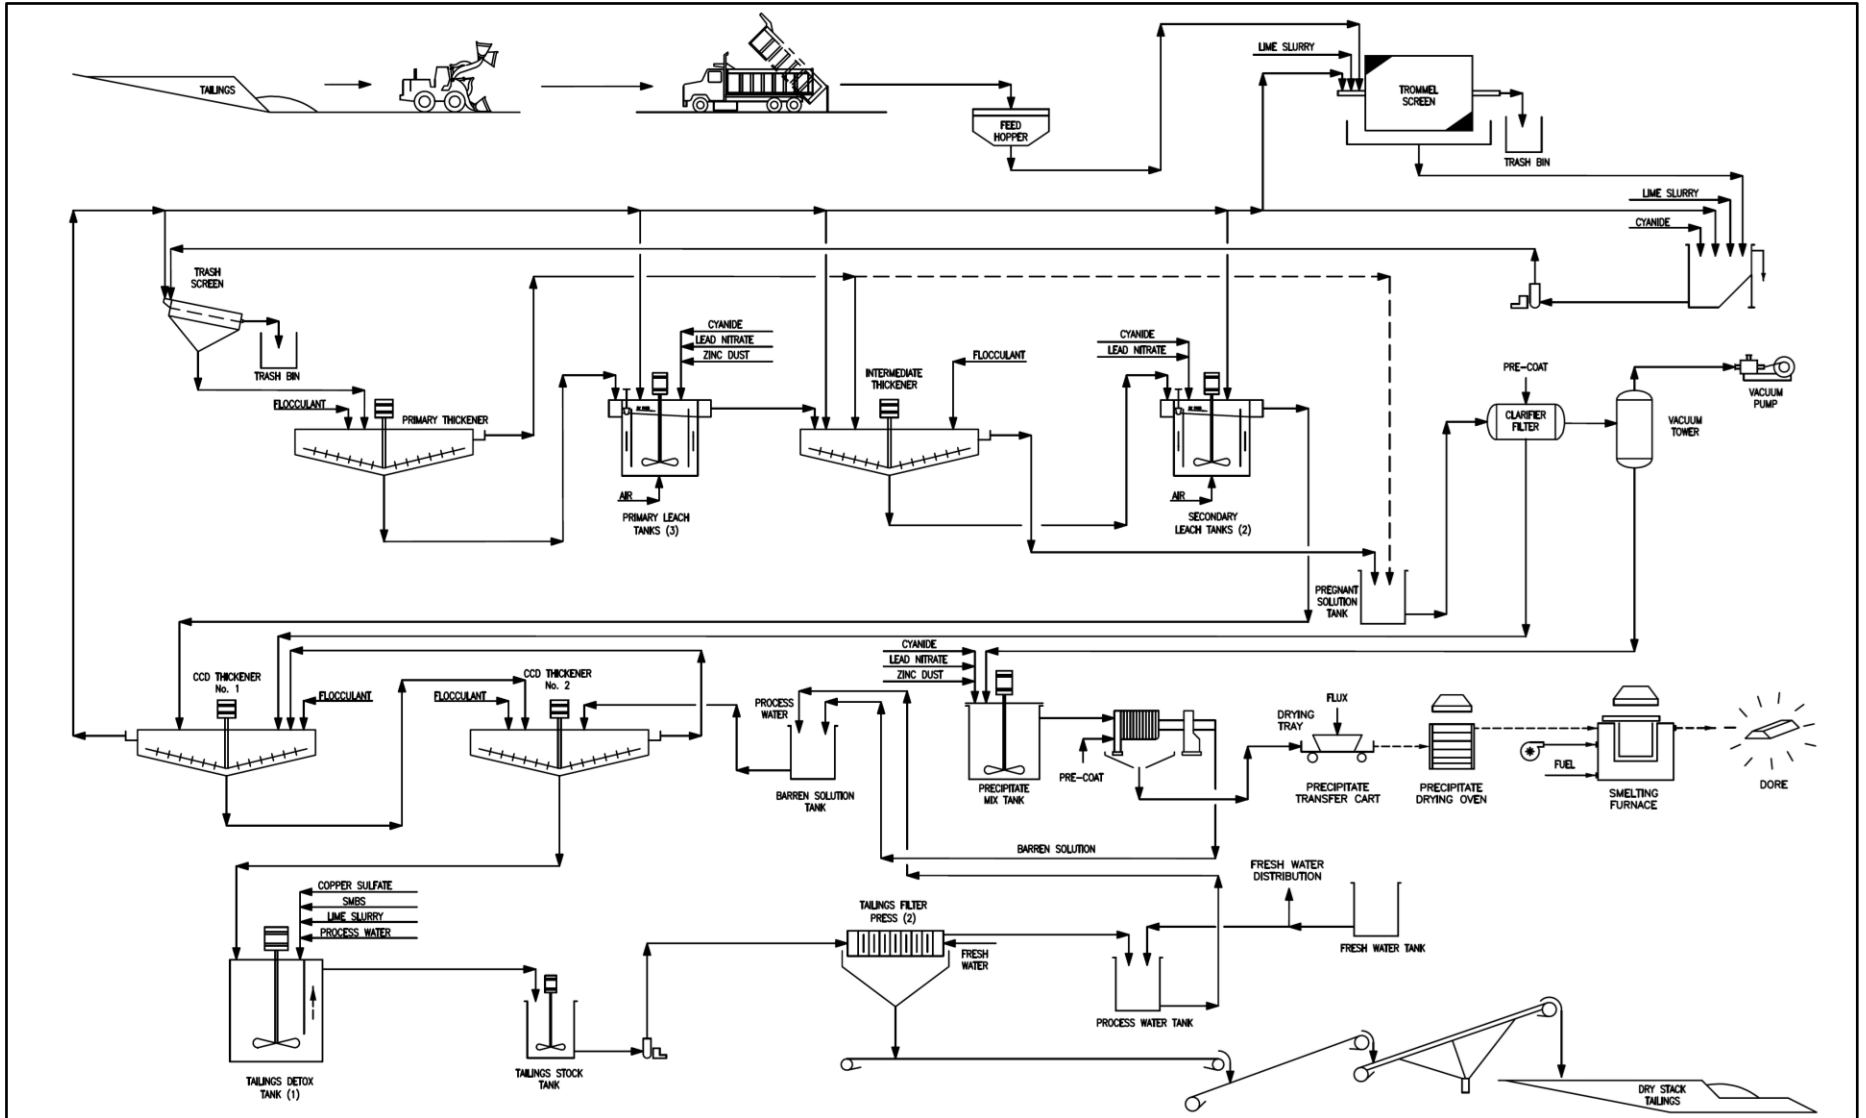 TAILINGS
FEED
HOPPER
LIME SLURRY
TROMMEL
SCREEN
TRASH BIN
LIME SLURRY
CYANIDE
TRASH
SCREEN
TRASH BIN
FLOCCULANT
PRIMARY THICKENER
CYANIDE
LEAD NITRATE
ZINC DUST
AIR
PRIMARY LEACH
TANKS (3)
INTERMEDIATE
THICKENER
FLOCCULANT
CYANIDE
LEAD NITRATE
AIR
SECONDARY
LEACH TANKS (2)
PRE-COAT
CLARIFIER
FILTER
VACUUM
TOWER
VACUUM
PUMP
PREGNANT
SOLUTION
TANK
CCD THICKENER
No. 1
FLOCCULANT
CCD THICKENER
No. 2
FLOCCULANT
PROCESS
WATER
BARREN SOLUTION
TANK
CYANIDE
LEAD NITRATE
ZINC DUST
PRECIPITATE
MIX TANK
PRE-COAT
FLUX
DRYING
TRAY
PRECIPITATE
TRANSFER CART
PRECIPITATE
DRYING OVEN
FUEL
SMELTING
FURNACE
DORE
BARREN SOLUTION
COPPER SULFATE
SMBS
LIME SLURRY
PROCESS WATER
TAILINGS DETOX
TANK (1)
TAILINGS STOCK
TANK
TAILINGS FILTER
PRESS (2)
FRESH
WATER
PROCESS WATER TANK
FRESH WATER
DISTRIBUTION
FRESH WATER TANK
DRY STACK
TAILINGS